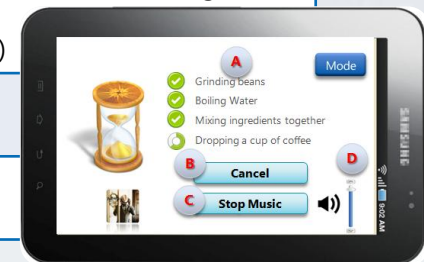 )
A
Mode
Grinding beans
Boiling Water
Mixing ingredients together
Dropping a cup of coffee
B
Cancel
D
C
Stop Music
SAMSUNG
9:02 AM